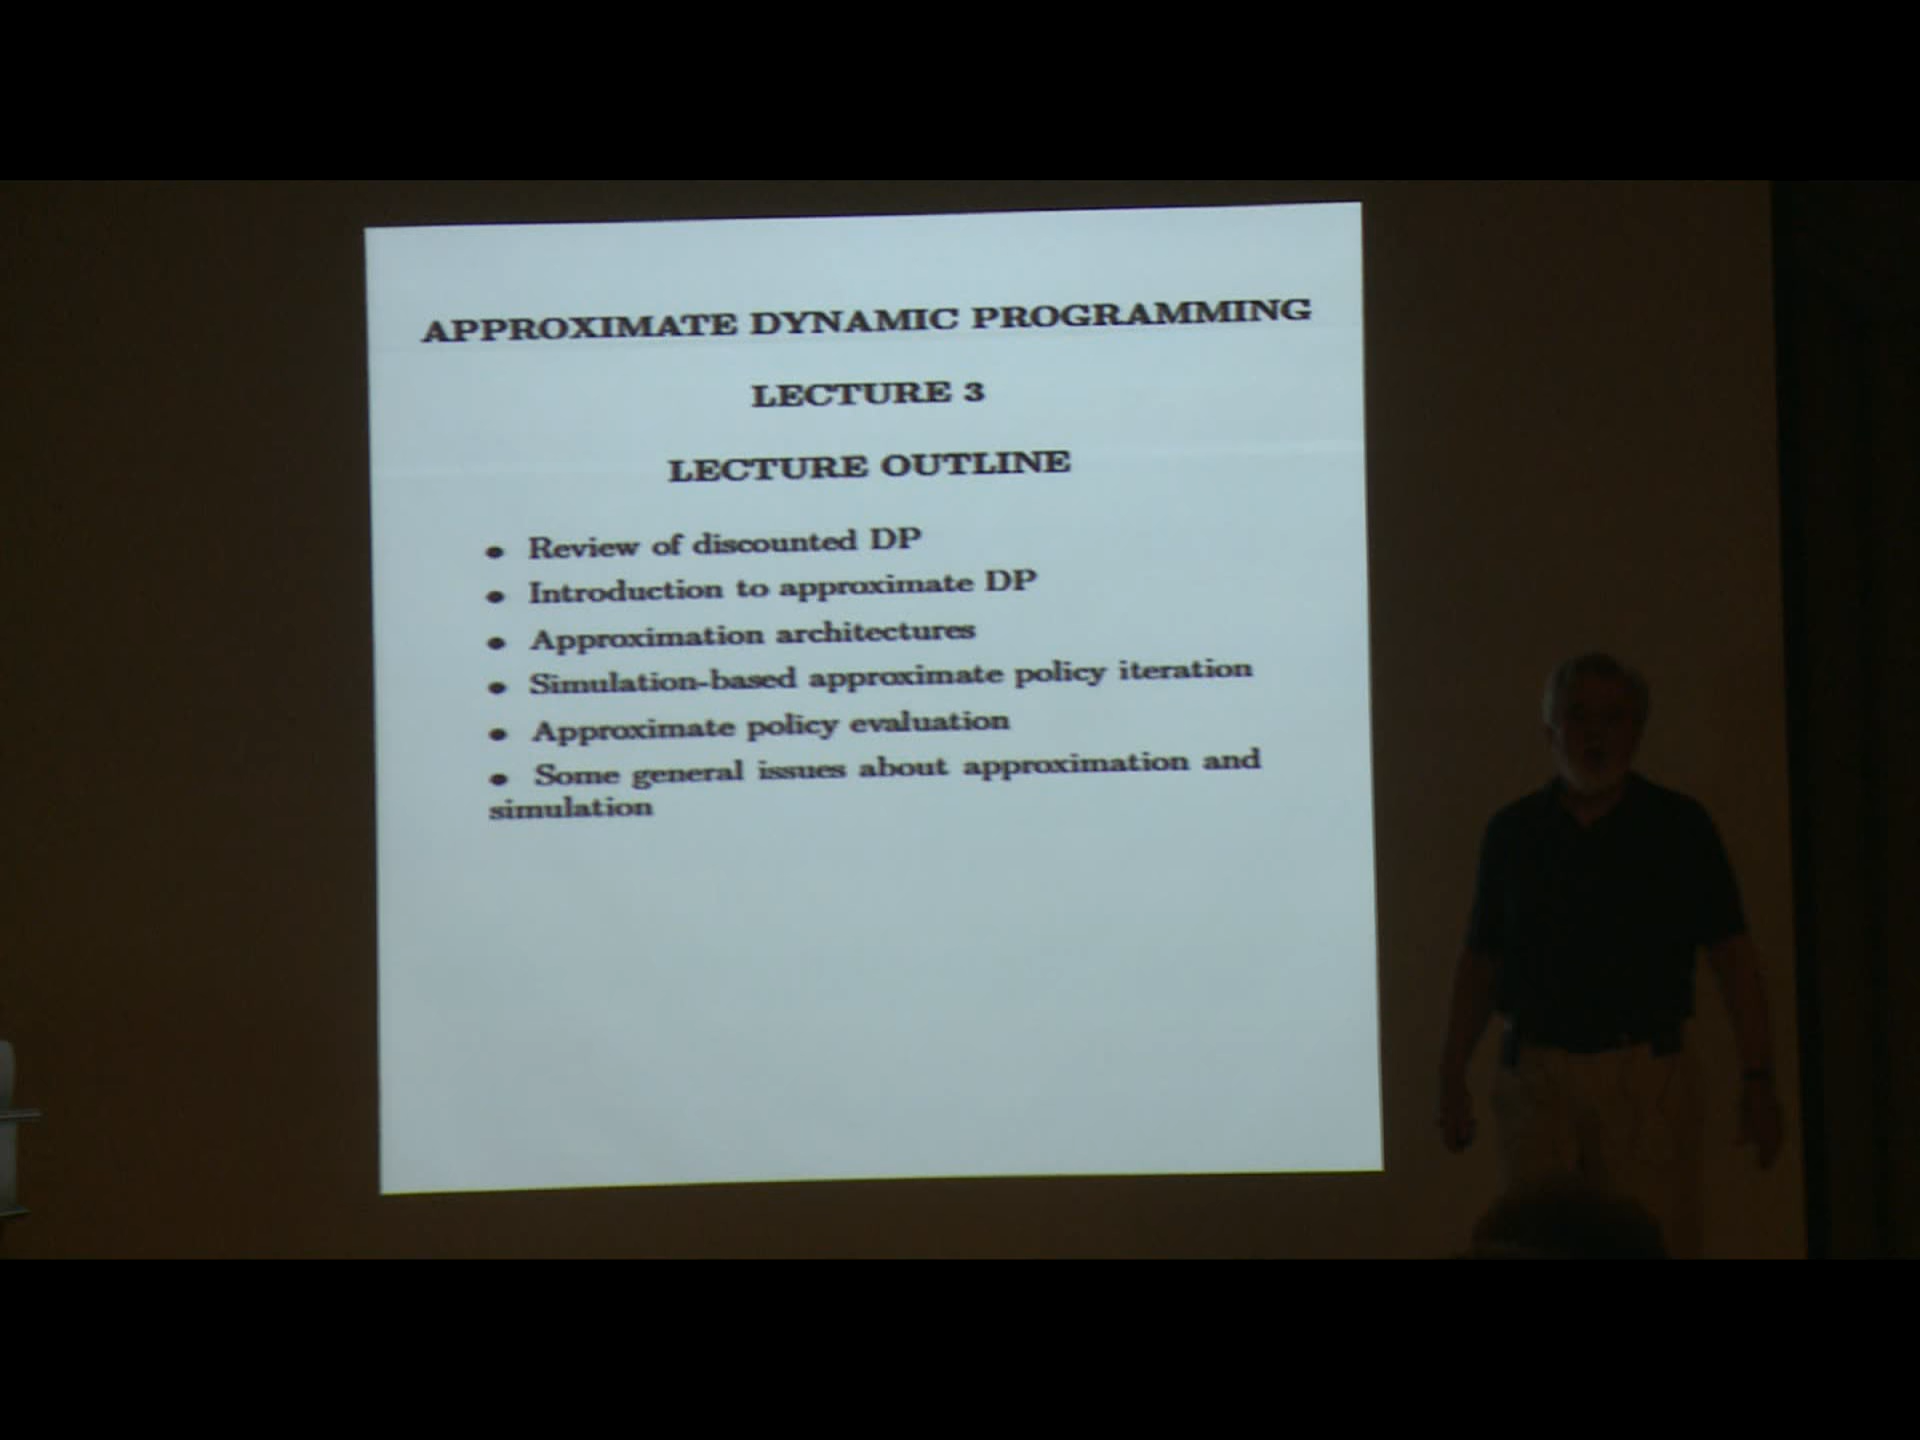 APPROXIMATE DYNAMIC PROGRAMMING
LECTURE 3
LECTURE OUTLINE
• Review of discounted DP
• Introduction to approximate DP
• Approximation architectures
• Simulation-based approximate policy iteration
• Approximate policy evaluation
• Some general issues about approximation and
simulation